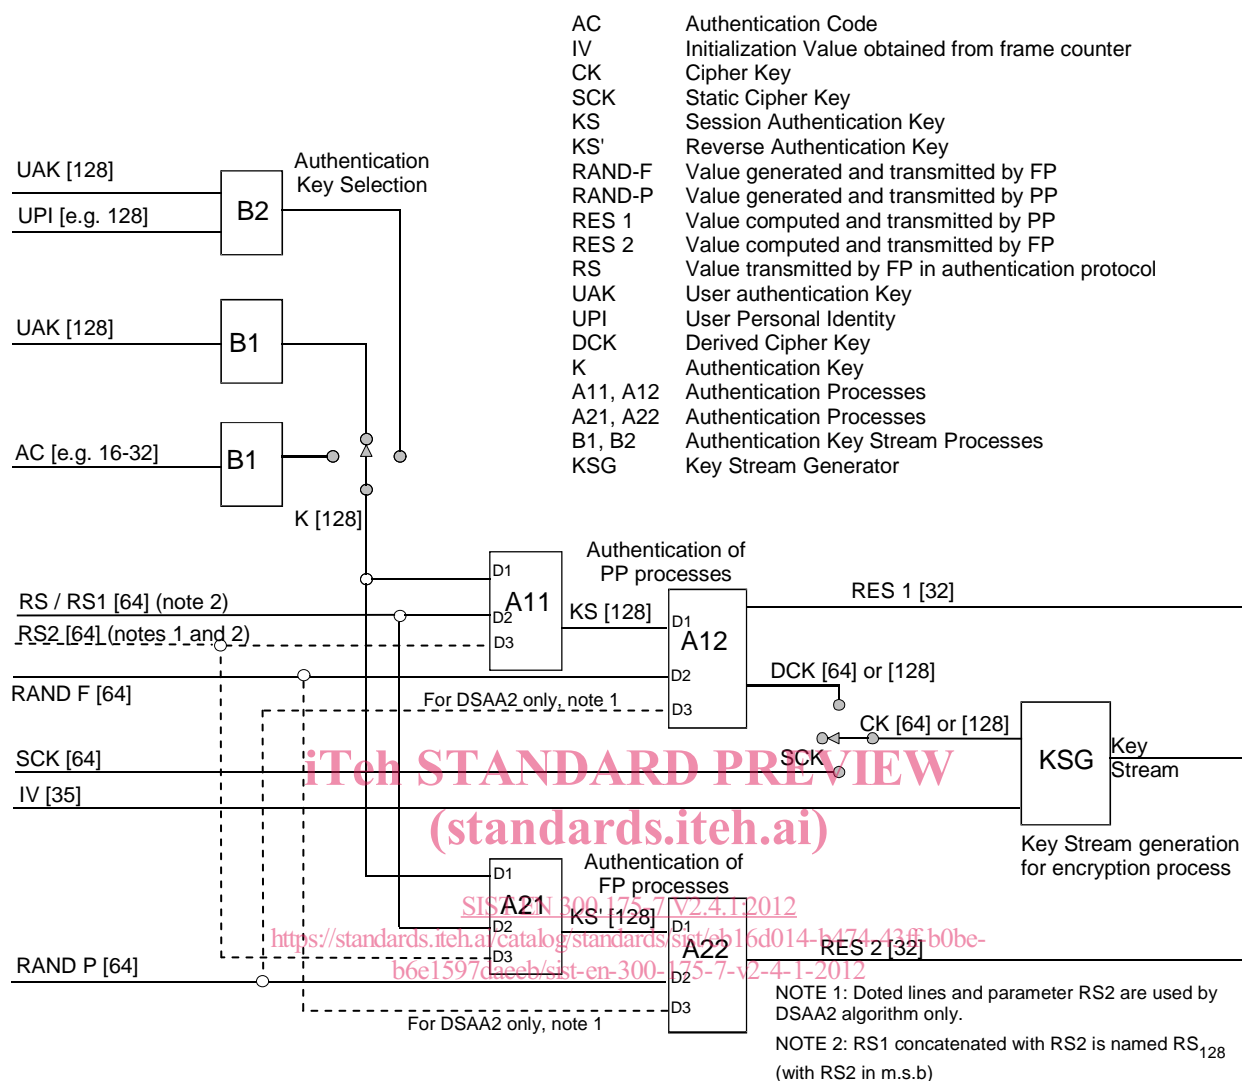 AC Authentication Code
IV Initialization Value obtained from frame counter
CK Cipher Key
SCK Static Cipher Key
KS Session Authentication Key
KS' Reverse Authentication Key
RAND-F Value generated and transmitted by FP
RAND-P Value generated and transmitted by PP
RES 1 Value computed and transmitted by PP
RES 2 Value computed and transmitted by FP
RS Value transmitted by FP in authentication protocol
UAK User authentication Key
UPI User Personal Identity
DCK Derived Cipher Key
K Authentication Key
A11, A12 Authentication Processes
A21, A22 Authentication Processes
B1, B2 Authentication Key Stream Processes
KSG Key Stream Generator
Authentication
Key Selection
UAK [128]
UPI [e.g. 128]
B2
UAK [128]
B1
AC [e.g. 16-32]
B1
K [128]
Authentication of
PP processes
D1
A11
D2
D3
RS / RS1 [64] (note 2)
RS2 [64] (notes 1 and 2)
KS [128]
D1
A12
D2
D3
RES 1 [32]
RAND F [64]
For DSAA2 only, note 1
DCK [64] or [128]
CK [64] or [128]
SCK
SCK [64]
IV [35]
KSG
Key
Stream
Key Stream generation
for encryption process
iTeh STANDARD PREVIEW
(standards.iteh.ai)
Authentication of
FP processes
D1
A21
D2
D3
KS' [128]
SIST EN 300 175-7 V2.4.1:2012
https://standards.iteh.ai/catalog/standards/sist/ab16d014-b474-43ff-b0be-
b6e1597daeeb/sist-en-300-175-7-v2-4-1-2012
D1
A22
D2
D3
RES 2 [32]
RAND P [64]
For DSAA2 only, note 1
NOTE 1: Doted lines and parameter RS2 are used by
DSAA2 algorithm only.
NOTE 2: RS1 concatenated with RS2 is named RS128
(with RS2 in m.s.b)